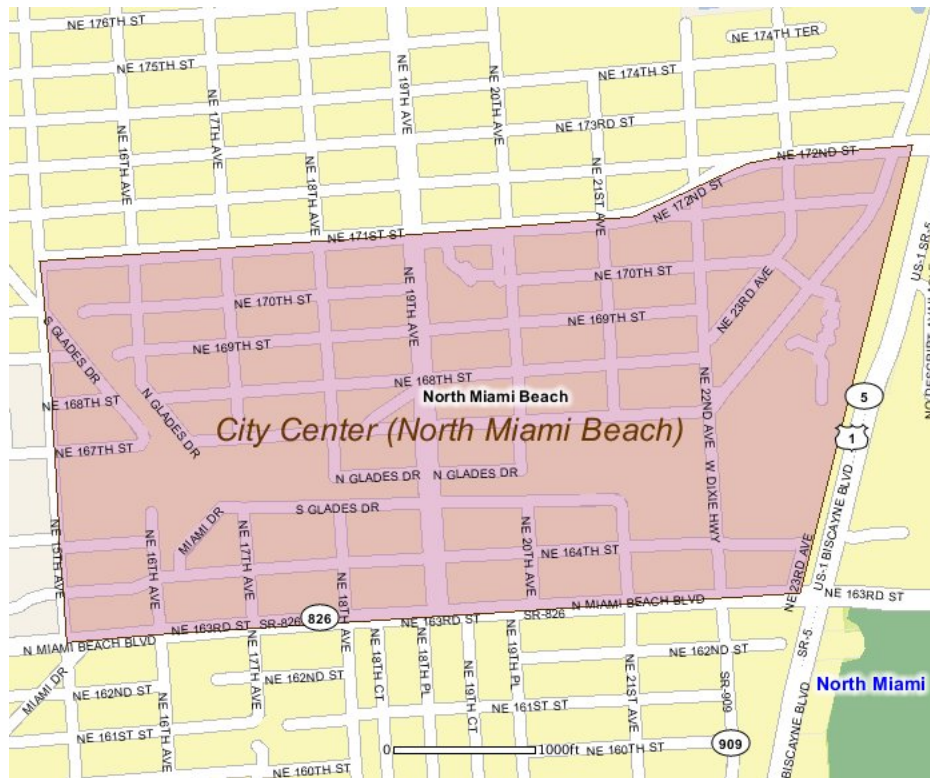 NE 176TH ST
NE 174TH TER
NE 175TH ST
NE 174TH ST
NE 17TH AVE
NE 19TH AVE
NE 20TH AVE
NE 16TH AVE
NE 173RD ST
NE 18TH AVE
NE 21ST AVE
NE 172ND ST
NE 172ND ST
NE 171ST ST
US-1 SR-5
NE 19TH AVE
NE 170TH ST
NE 170TH ST
NE 23RD AVE
S GLADES DR
NE 169TH ST
NE 169TH ST
NE 168TH ST
NE 168TH ST
N GLADES DR
North Miami Beach
NE 22ND AVE
5
City Center (North Miami Beach)
1
NE 167TH ST
N GLADES DR
N GLADES DR
W DIXIE HWY
US-1 BISCAYNE BLVD
S GLADES DR
MIAMI DR
NE 15TH AVE
NE 16TH AVE
NE 17TH AVE
NE 20TH AVE
NE 164TH ST
NE 23RD AVE
NE 18TH AVE
N MIAMI BEACH BLVD
NE 163RD ST
826
NE 163RD ST
SR-826
NE 163RD ST
SR-826
N MIAMI BEACH BLVD
MIAMI DR
NE 17TH AVE
NE 18TH CT
NE 18TH PL
NE 19TH CT
NE 19TH PL
NE 162ND ST
NE 21ST AVE
SR-909
BISCAYNE BLVD
SR-5
NE 162ND ST
NE 162ND ST
North Miami
NE 16TH AVE
NE 161ST ST
NE 161ST ST
0
1000ft
NE 160TH ST
909
NE 160TH ST